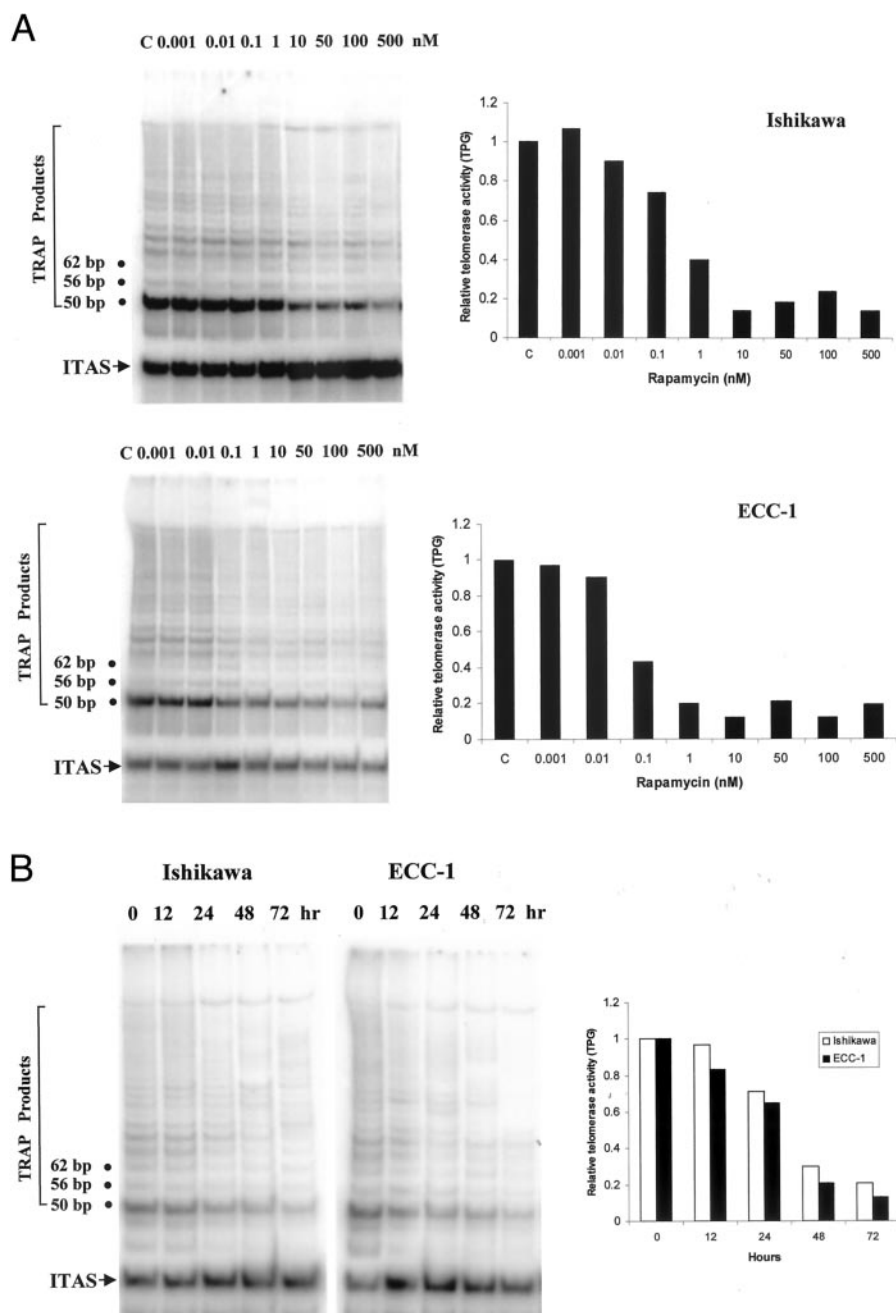 A
C 0.001 0.01 0.1 1 10 50 100 500 nM
TRAP Products
62 bp •
56 bp •
50 bp •
ITAS
Ishikawa
Relative telomerase activity (TPG)
1.2
1
0.8
0.6
0.4
0.2
0
C 0.001 0.01 0.1 1 10 50 100 500
Rapamycin (nM)
C 0.001 0.01 0.1 1 10 50 100 500 nM
TRAP Products
62 bp •
56 bp •
50 bp •
ITAS
ECC-1
Relative telomerase activity (TPG)
1.2
1
0.8
0.6
0.4
0.2
0
C 0.001 0.01 0.1 1 10 50 100 500
Rapamycin (nM)
B
Ishikawa
0 12 24 48 72 hr
ECC-1
0 12 24 48 72 hr
TRAP Products
62 bp •
56 bp •
50 bp •
ITAS
Relative telomerase activity (TPG)
1.2
1
0.8
0.6
0.4
0.2
0
Ishikawa
ECC-1
0 12 24 48 72
Hours